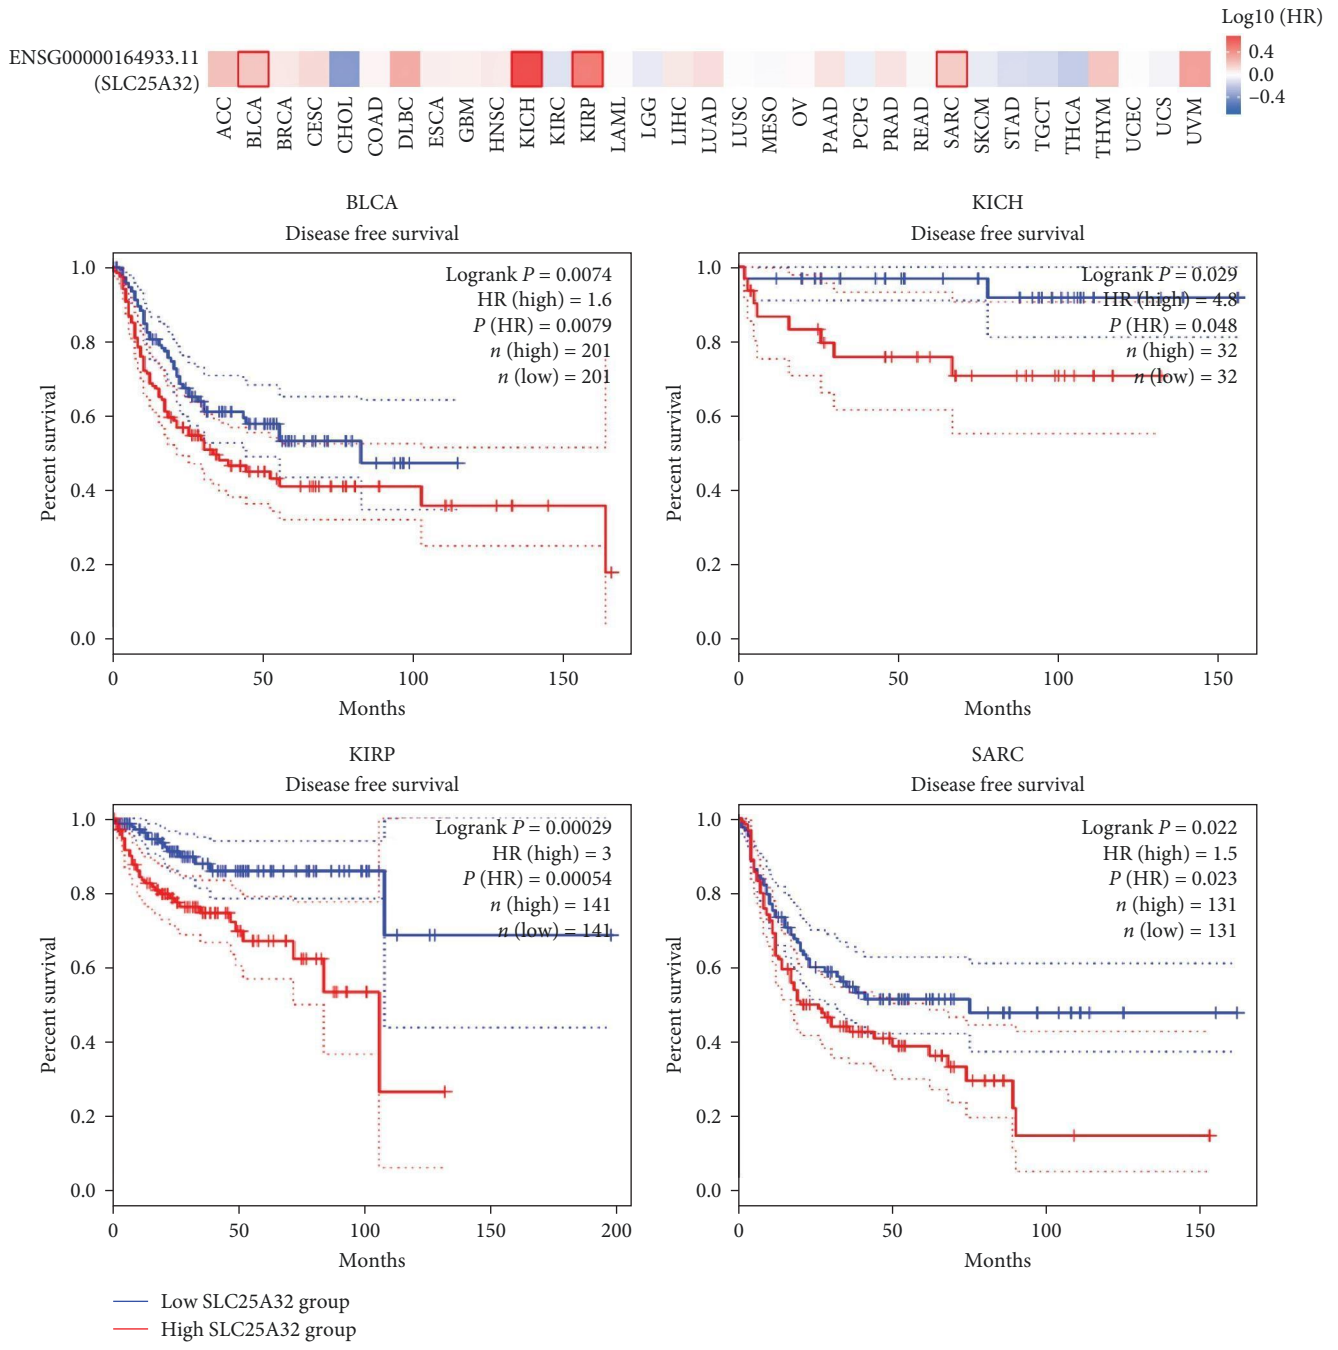 Log10 (HR)
ENSG00000164933.11
(SLC25A32)
0.4
0.0
−0.4
ACC BLCA BRCA CESC CHOL COAD DLBC ESCA GBM HNSC KICH KIRC KIRP LAML LGG LIHC LUAD LUSC MESO OV PAAD PCPG PRAD READ SARC SKCM STAD TGCT THCA THYM UCEC UCS UVM
BLCA
Disease free survival
Logrank P = 0.0074
HR (high) = 1.6
P (HR) = 0.0079
n (high) = 201
n (low) = 201
Percent survival
1.0
0.8
0.6
0.4
0.2
0.0
0 50 100 150
Months
KICH
Disease free survival
Logrank P = 0.029
HR (high) = 4.8
P (HR) = 0.048
n (high) = 32
n (low) = 32
Percent survival
1.0
0.8
0.6
0.4
0.2
0.0
0 50 100 150
Months
KIRP
Disease free survival
Logrank P = 0.00029
HR (high) = 3
P (HR) = 0.00054
n (high) = 141
n (low) = 141
Percent survival
1.0
0.8
0.6
0.4
0.2
0.0
0 50 100 150 200
Months
SARC
Disease free survival
Logrank P = 0.022
HR (high) = 1.5
P (HR) = 0.023
n (high) = 131
n (low) = 131
Percent survival
1.0
0.8
0.6
0.4
0.2
0.0
0 50 100 150
Months
Low SLC25A32 group
High SLC25A32 group